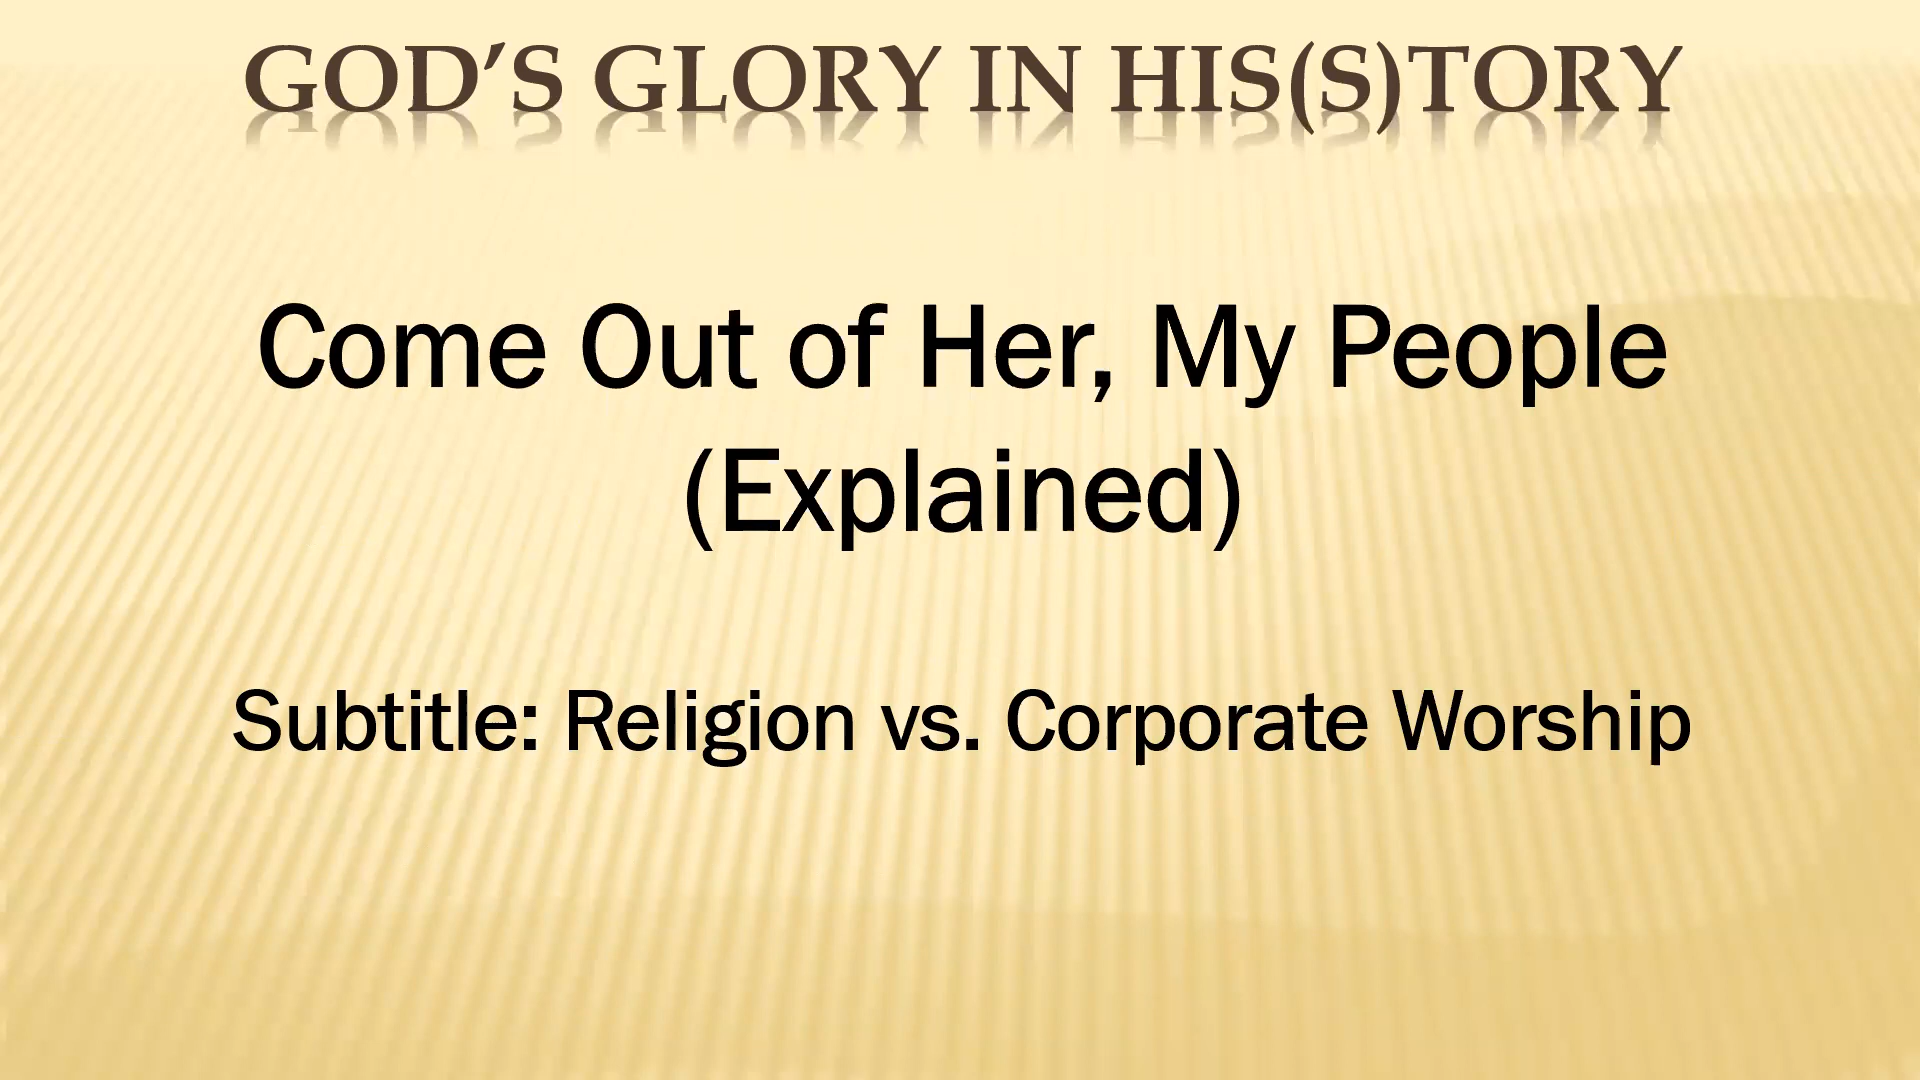 GOD’S GLORY IN HIS(S)TORY
Come Out of Her, My People
(Explained)
Subtitle: Religion vs. Corporate Worship